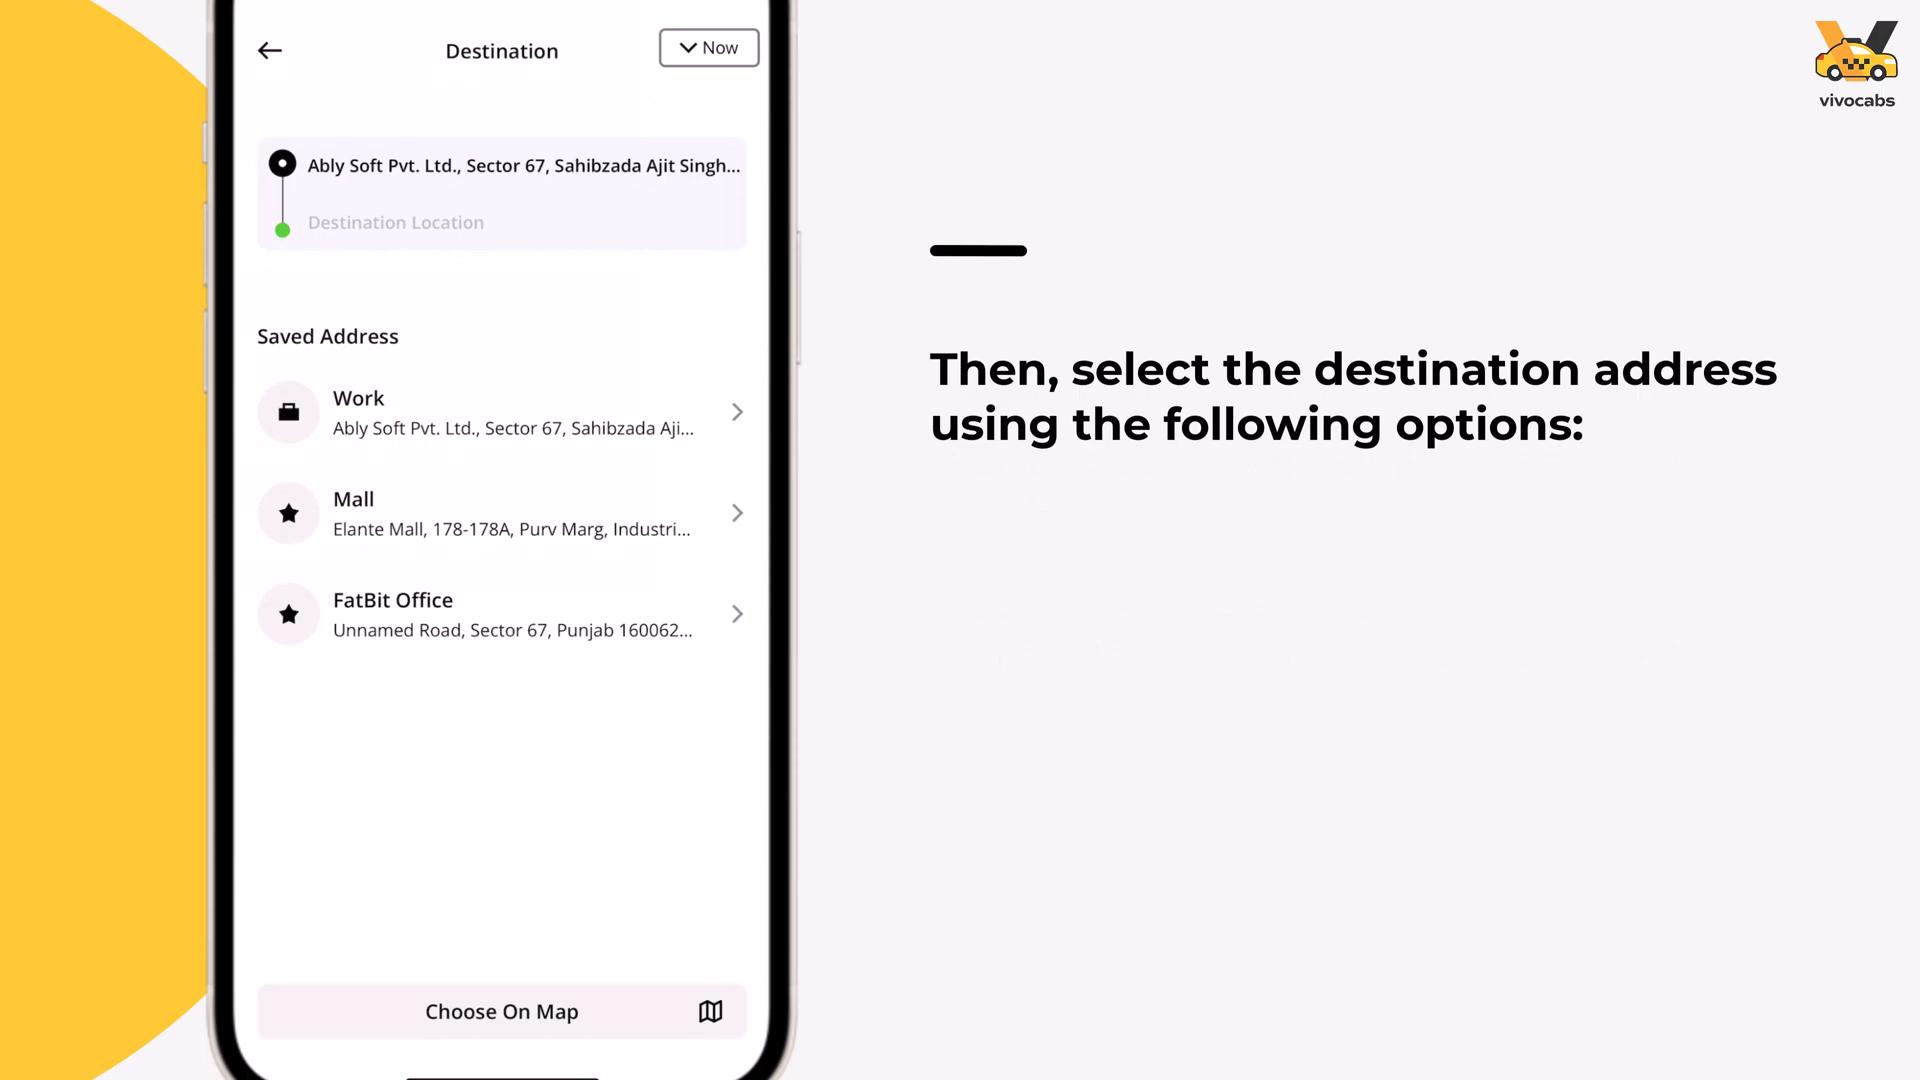 Destination
Now
Ably Soft Pvt. Ltd., Sector 67, Sahibzada Ajit Singh...
Destination Location
Saved Address
Work
Ably Soft Pvt. Ltd., Sector 67, Sahibzada Aji...
Mall
Elante Mall, 178-178A, Purv Marg, Industri...
FatBit Office
Unnamed Road, Sector 67, Punjab 160062...
Choose On Map
Then, select the destination address
using the following options:
vivocabs